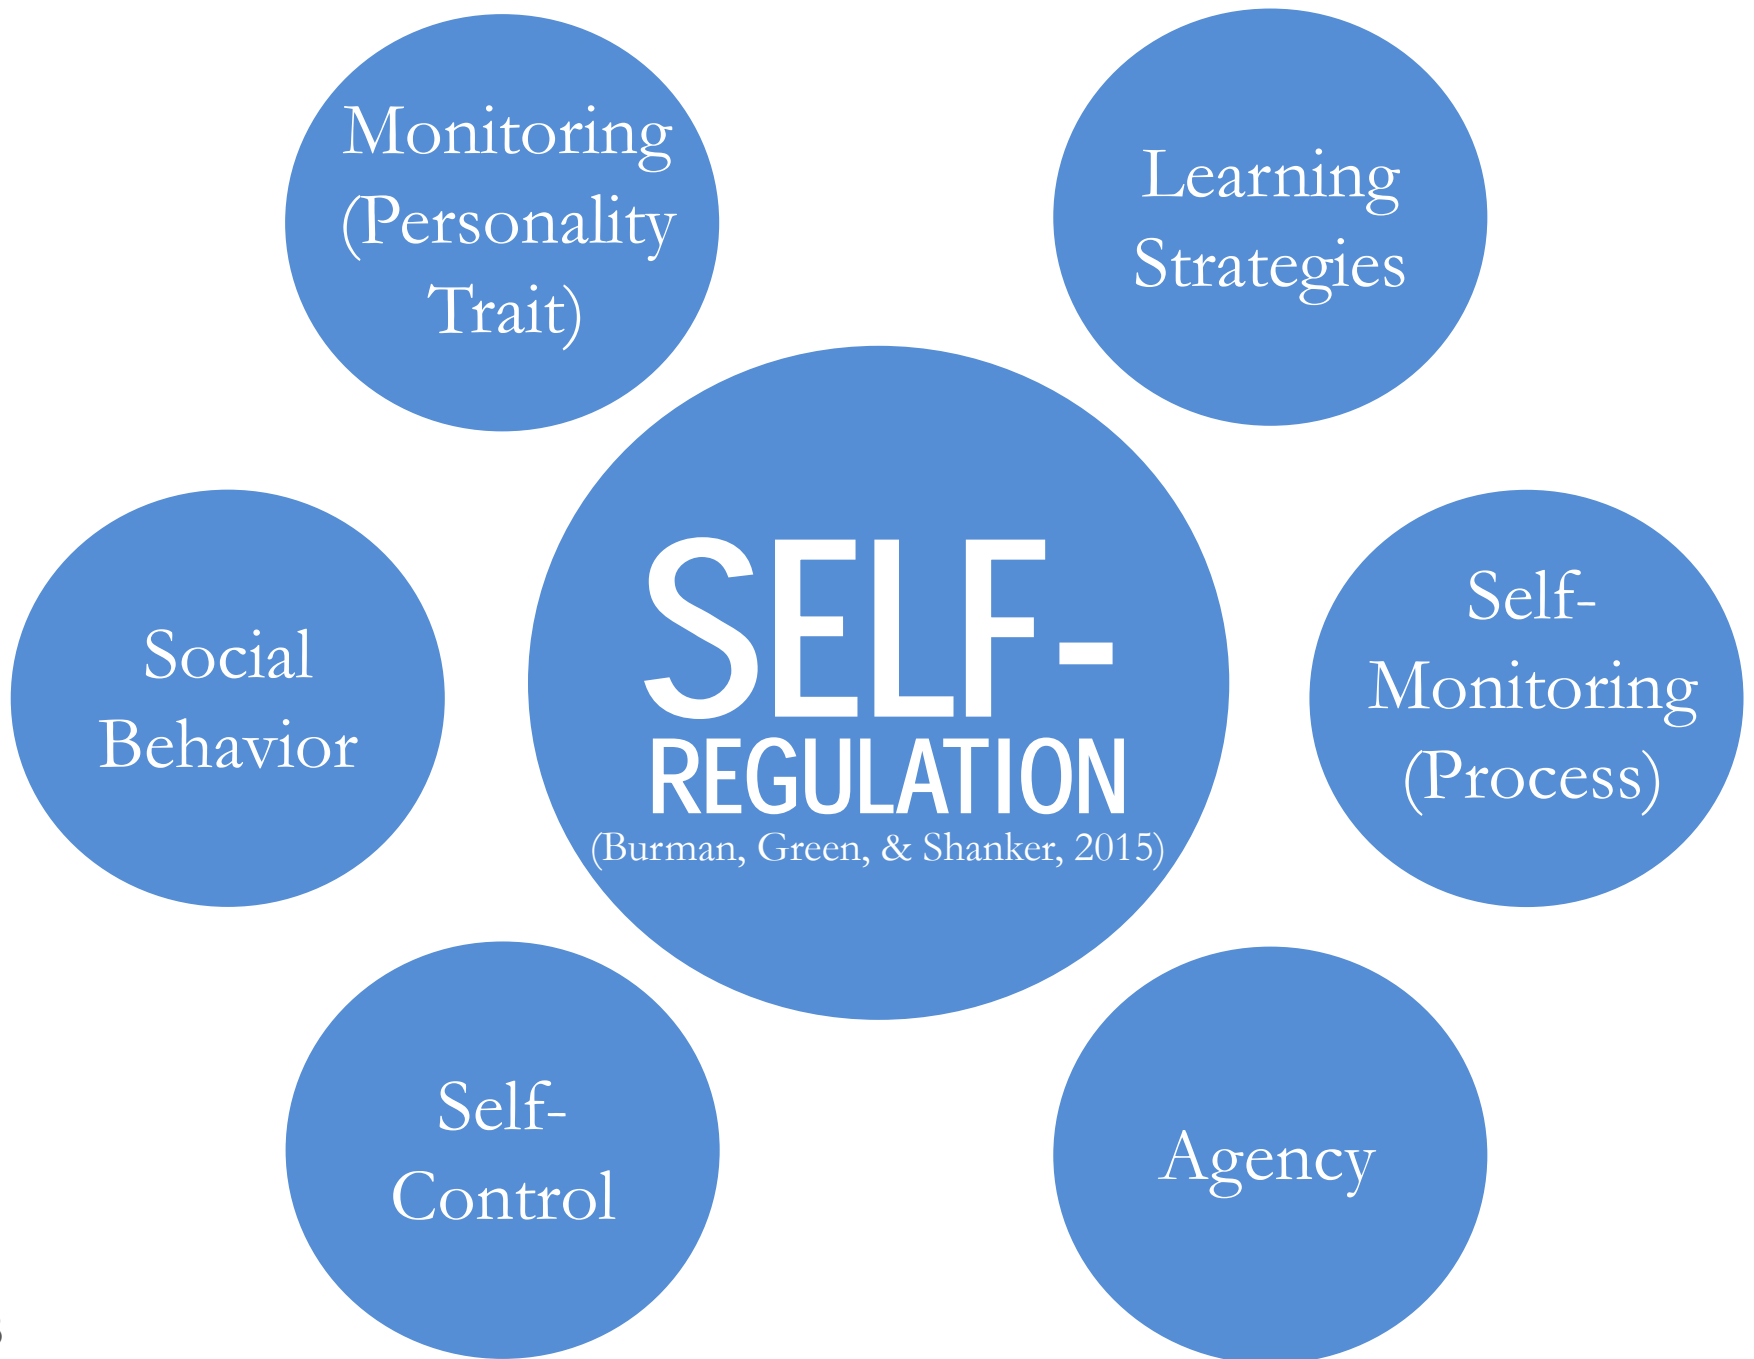 Monitoring
(Personality
Trait)
Learning
Strategies
Social
Behavior
SELF-
REGULATION
(Burman, Green, & Shanker, 2015)
Self-
Monitoring
(Process)
Self-
Control
Agency